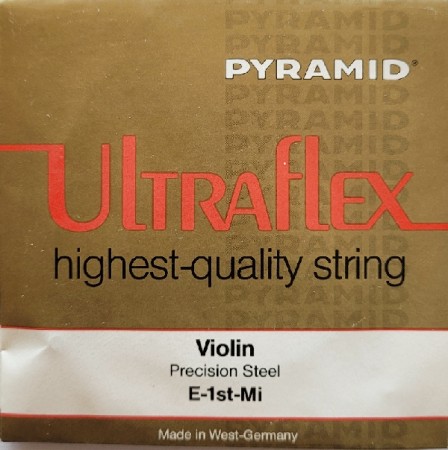 PYRAMID®
ULTRAflEX
highest-quality string
Violin
Precision Steel
E-1st-Mi
Made in West-Germany